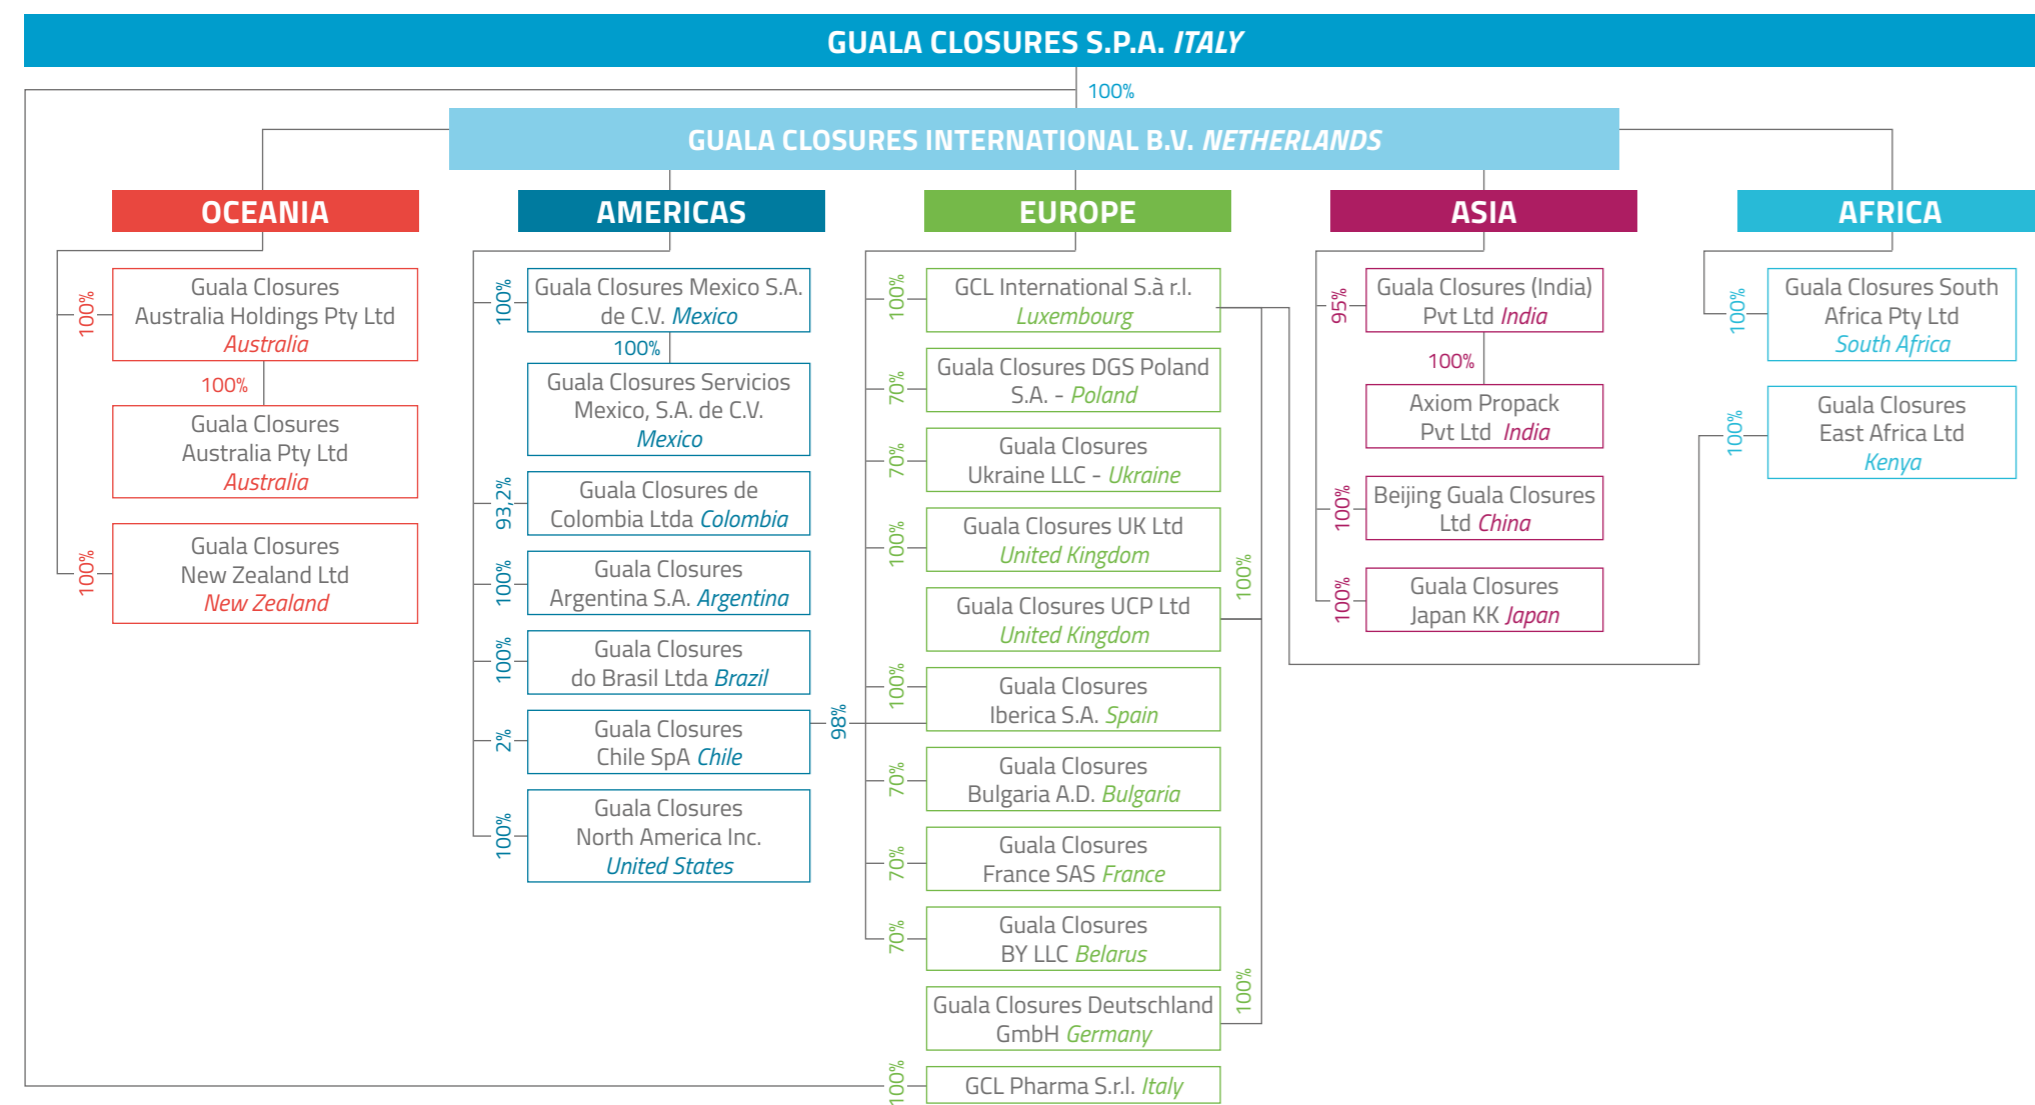 GUALA CLOSURES S.P.A. ITALY
100%
GUALA CLOSURES INTERNATIONAL B.V. NETHERLANDS
OCEANIA
100%
Guala Closures
Australia Holdings Pty Ltd
Australia
100%
Guala Closures
Australia Pty Ltd
Australia
100%
Guala Closures
New Zealand Ltd
New Zealand
AMERICAS
100%
Guala Closures Mexico S.A.
de C.V. Mexico
100%
Guala Closures Servicios
Mexico, S.A. de C.V.
Mexico
93,2%
Guala Closures de
Colombia Ltda Colombia
100%
Guala Closures
Argentina S.A. Argentina
100%
Guala Closures
do Brasil Ltda Brazil
2%
Guala Closures
Chile SpA Chile
98%
100%
Guala Closures
North America Inc.
United States
EUROPE
100%
GCL International S.à r.l.
Luxembourg
70%
Guala Closures DGS Poland
S.A. - Poland
70%
Guala Closures
Ukraine LLC - Ukraine
100%
Guala Closures UK Ltd
United Kingdom
100%
Guala Closures UCP Ltd
United Kingdom
100%
Guala Closures
Iberica S.A. Spain
70%
Guala Closures
Bulgaria A.D. Bulgaria
70%
Guala Closures
France SAS France
70%
Guala Closures
BY LLC Belarus
100%
Guala Closures Deutschland
GmbH Germany
100%
GCL Pharma S.r.l. Italy
ASIA
95%
Guala Closures (India)
Pvt Ltd India
100%
Axiom Propack
Pvt Ltd India
100%
Beijing Guala Closures
Ltd China
100%
Guala Closures
Japan KK Japan
AFRICA
100%
Guala Closures South
Africa Pty Ltd
South Africa
100%
Guala Closures
East Africa Ltd
Kenya